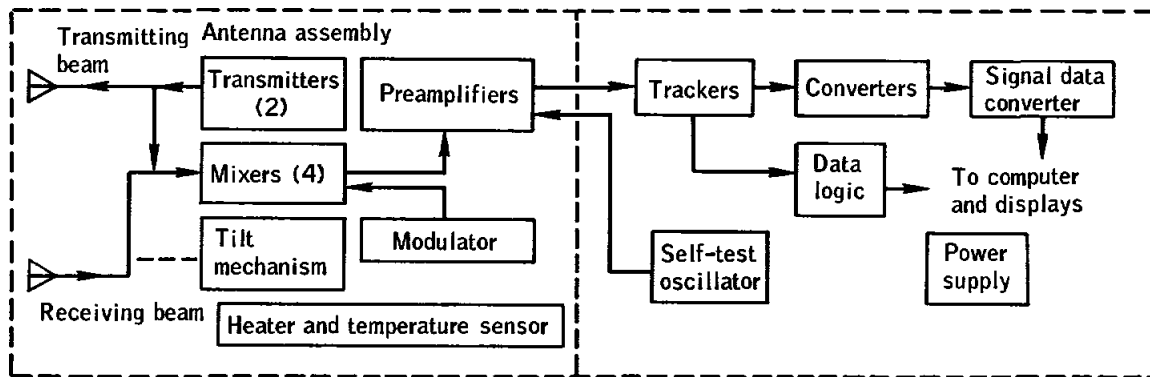 Transmitting
beam
Antenna assembly
Transmitters
(2)
Preamplifiers
Mixers (4)
Modulator
Tilt
mechanism
Receiving beam
Heater and temperature sensor
Trackers
Converters
Signal data
converter
Data
logic
To computer
and displays
Self-test
oscillator
Power
supply